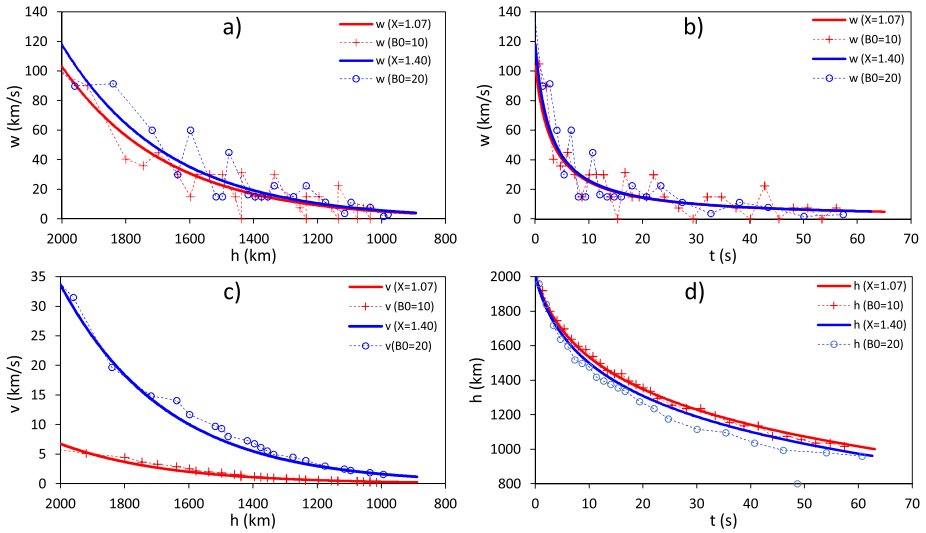 a)
w (km/s)
140
120
100
80
60
40
20
0
2000 1800 1600 1400 1200 1000 800
h (km)
w (X=1.07)
w (B0=10)
w (X=1.40)
w (B0=20)
b)
w (km/s)
140
120
100
80
60
40
20
0
0 10 20 30 40 50 60 70
t (s)
w (X=1.07)
w (B0=10)
w (X=1.40)
w (B0=20)
c)
v (km/s)
35
30
25
20
15
10
5
0
2000 1800 1600 1400 1200 1000 800
h (km)
v (X=1.07)
v (B0=10)
v (X=1.40)
v(B0=20)
d)
h (km)
2000
1800
1600
1400
1200
1000
800
0 10 20 30 40 50 60 70
t (s)
h (X=1.07)
h (B0=10)
h (X=1.40)
h (B0=20)